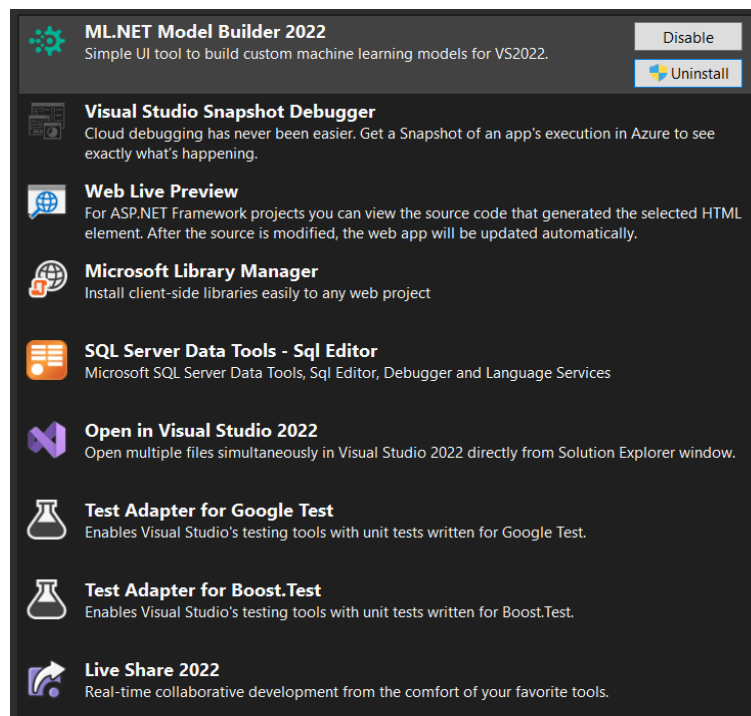 ML.NET Model Builder 2022
Disable
Simple UI tool to build custom machine learning models for VS2022.
Uninstall
Visual Studio Snapshot Debugger
Cloud debugging has never been easier. Get a Snapshot of an app's execution in Azure to see
exactly what's happening.
Web Live Preview
For ASP.NET Framework projects you can view the source code that generated the selected HTML
element. After the source is modified, the web app will be updated automatically.
Microsoft Library Manager
Install client-side libraries easily to any web project
SQL Server Data Tools - Sql Editor
Microsoft SQL Server Data Tools, Sql Editor, Debugger and Language Services
Open in Visual Studio 2022
Open multiple files simultaneously in Visual Studio 2022 directly from Solution Explorer window.
Test Adapter for Google Test
Enables Visual Studio's testing tools with unit tests written for Google Test.
Test Adapter for Boost.Test
Enables Visual Studio's testing tools with unit tests written for Boost.Test.
Live Share 2022
Real-time collaborative development from the comfort of your favorite tools.